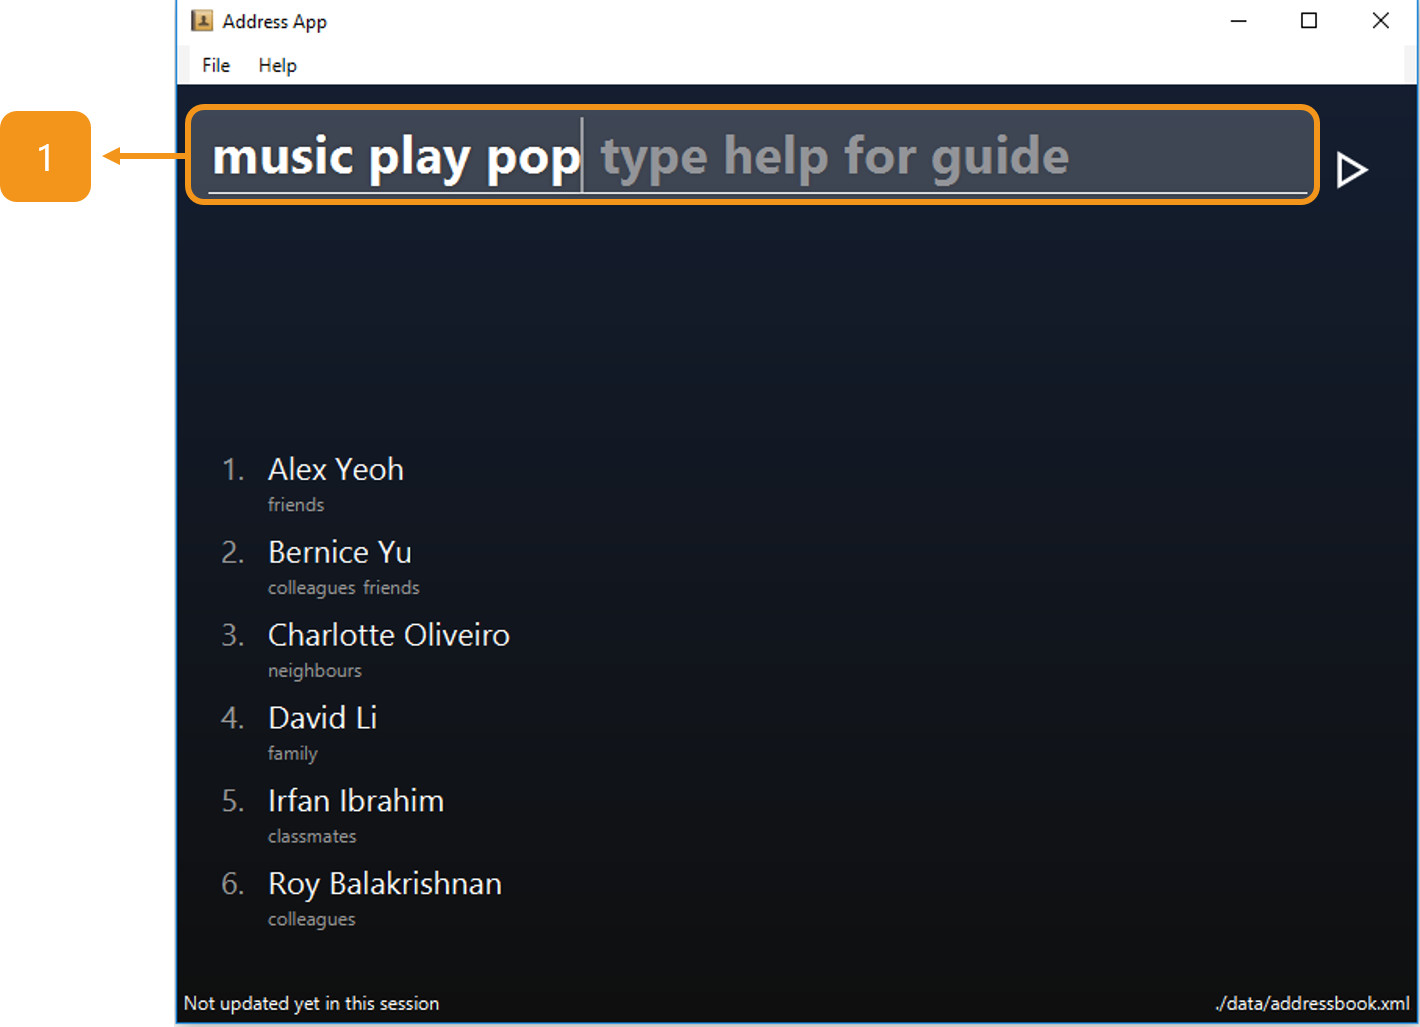 Address App
File Help
1
music play pop type help for guide
1. Alex Yeoh
friends
2. Bernice Yu
colleagues friends
3. Charlotte Oliveiro
neighbours
4. David Li
family
5. Irfan Ibrahim
classmates
6. Roy Balakrishnan
colleagues
Not updated yet in this session ./data/addressbook.xml